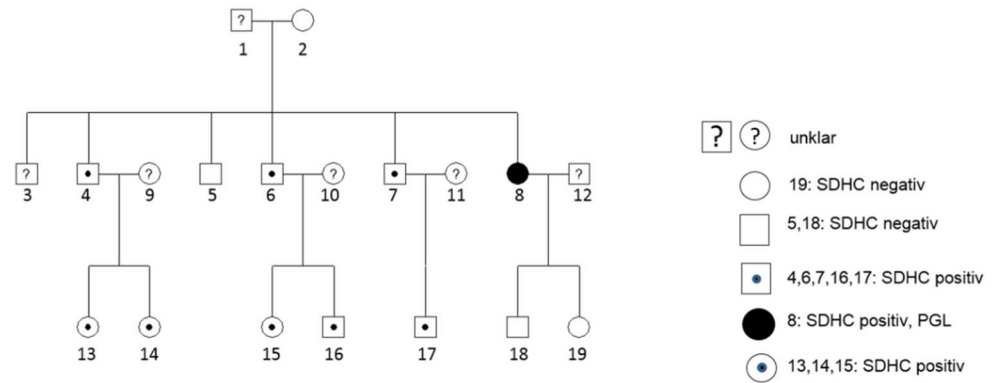 ?
1 2
? ? ? ? ?
3 4 9 5 6 10 7 11 8 12
13 14 15 16 17 18 19
? ? unklar
19: SDHC negativ
5,18: SDHC negativ
4,6,7,16,17: SDHC positiv
8: SDHC positiv, PGL
13,14,15: SDHC positiv